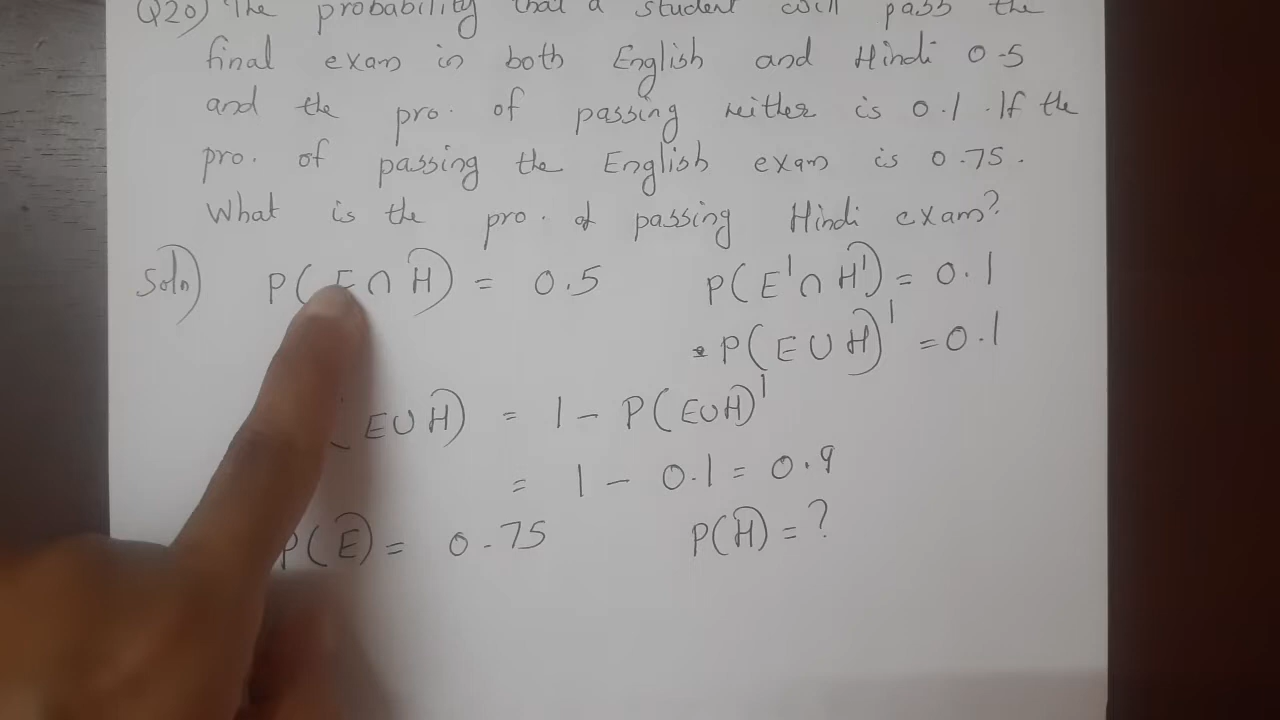 Q20) The probability that a student will pass the
final exam in both English and Hindi 0.5
and the pro. of passing neither is 0.1 . If the
pro. of passing the English exam is 0.75.
What is the pro. of passing Hindi exam?
Soln) P(E∩H) = 0.5 P(E'∩H') = 0.1
P(E∪H)' = 0.1
(E∪H) = 1 - P(E∪H)'
= 1 - 0.1 = 0.9
P(E) = 0.75 P(H) = ?